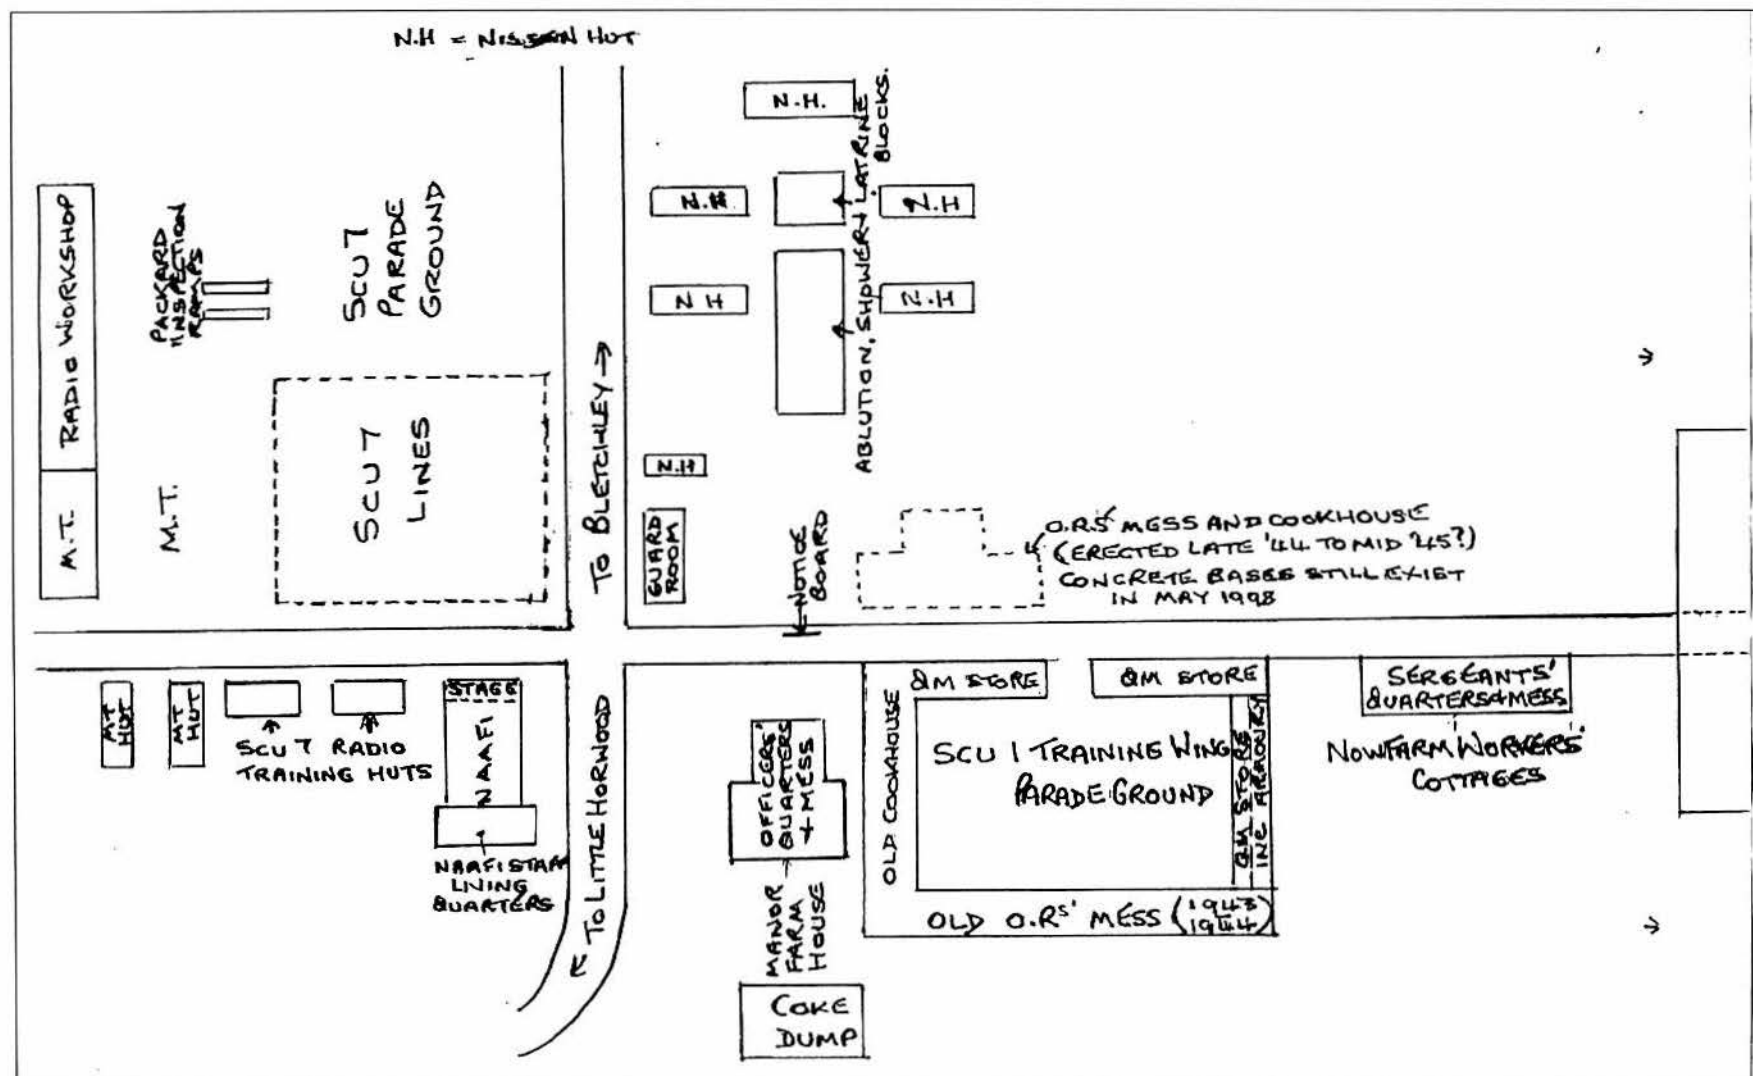 N.H = NISSEN HUT
N.H.
ABLUTION, SHOWER + LATRINE
BLOCKS.
N.H
N.H
N H
N.H
N.H
RADIO WORKSHOP
M.T.
PACKARD
INSPECTION
RAMPS
SCU 7
PARADE
GROUND
M.T.
SCU 7
LINES
TO BLETCHLEY →
GUARD
ROOM
NOTICE
BOARD
O.R.S' MESS AND COOKHOUSE
(ERECTED LATE '44 TO MID '45?)
CONCRETE BASES STILL EXIST
IN MAY 1998
M.T
HUT
M.T
HUT
SCU 7 RADIO
TRAINING HUTS
STAGE
NAAFI
NAAFI STAFF
LIVING
QUARTERS
← TO LITTLE HORWOOD
OFFICERS'
QUARTERS
+ MESS
MANOR
FARM
HOUSE
COKE
DUMP
OLD COOKHOUSE
QM STORE
QM STORE
SCU 1 TRAINING WING
PARADE GROUND
QM STORE
INC ARMOURY
OLD O.R.S' MESS (1943
1944)
SERGEANTS'
QUARTERS + MESS
NOW FARM WORKERS'
COTTAGES